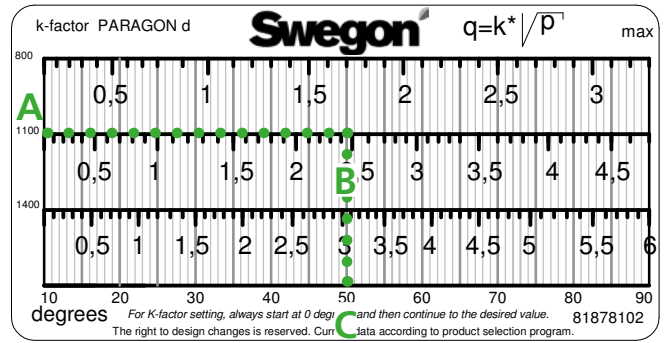 k-factor PARAGON d Swegon q=k*√p max
800
0,5 1 1,5 2 2,5 3
A
1100
0,5 1 1,5 2 ,5 3 3,5 4 4,5
B
1400
0,5 1 1,5 2 2,5 3 3,5 4 4,5 5 5,5 6
10 20 30 40 50 60 70 80 90
degrees For K-factor setting, always start at 0 degr and then continue to the desired value. 81878102
C
The right to design changes is reserved. Curr data according to product selection program.